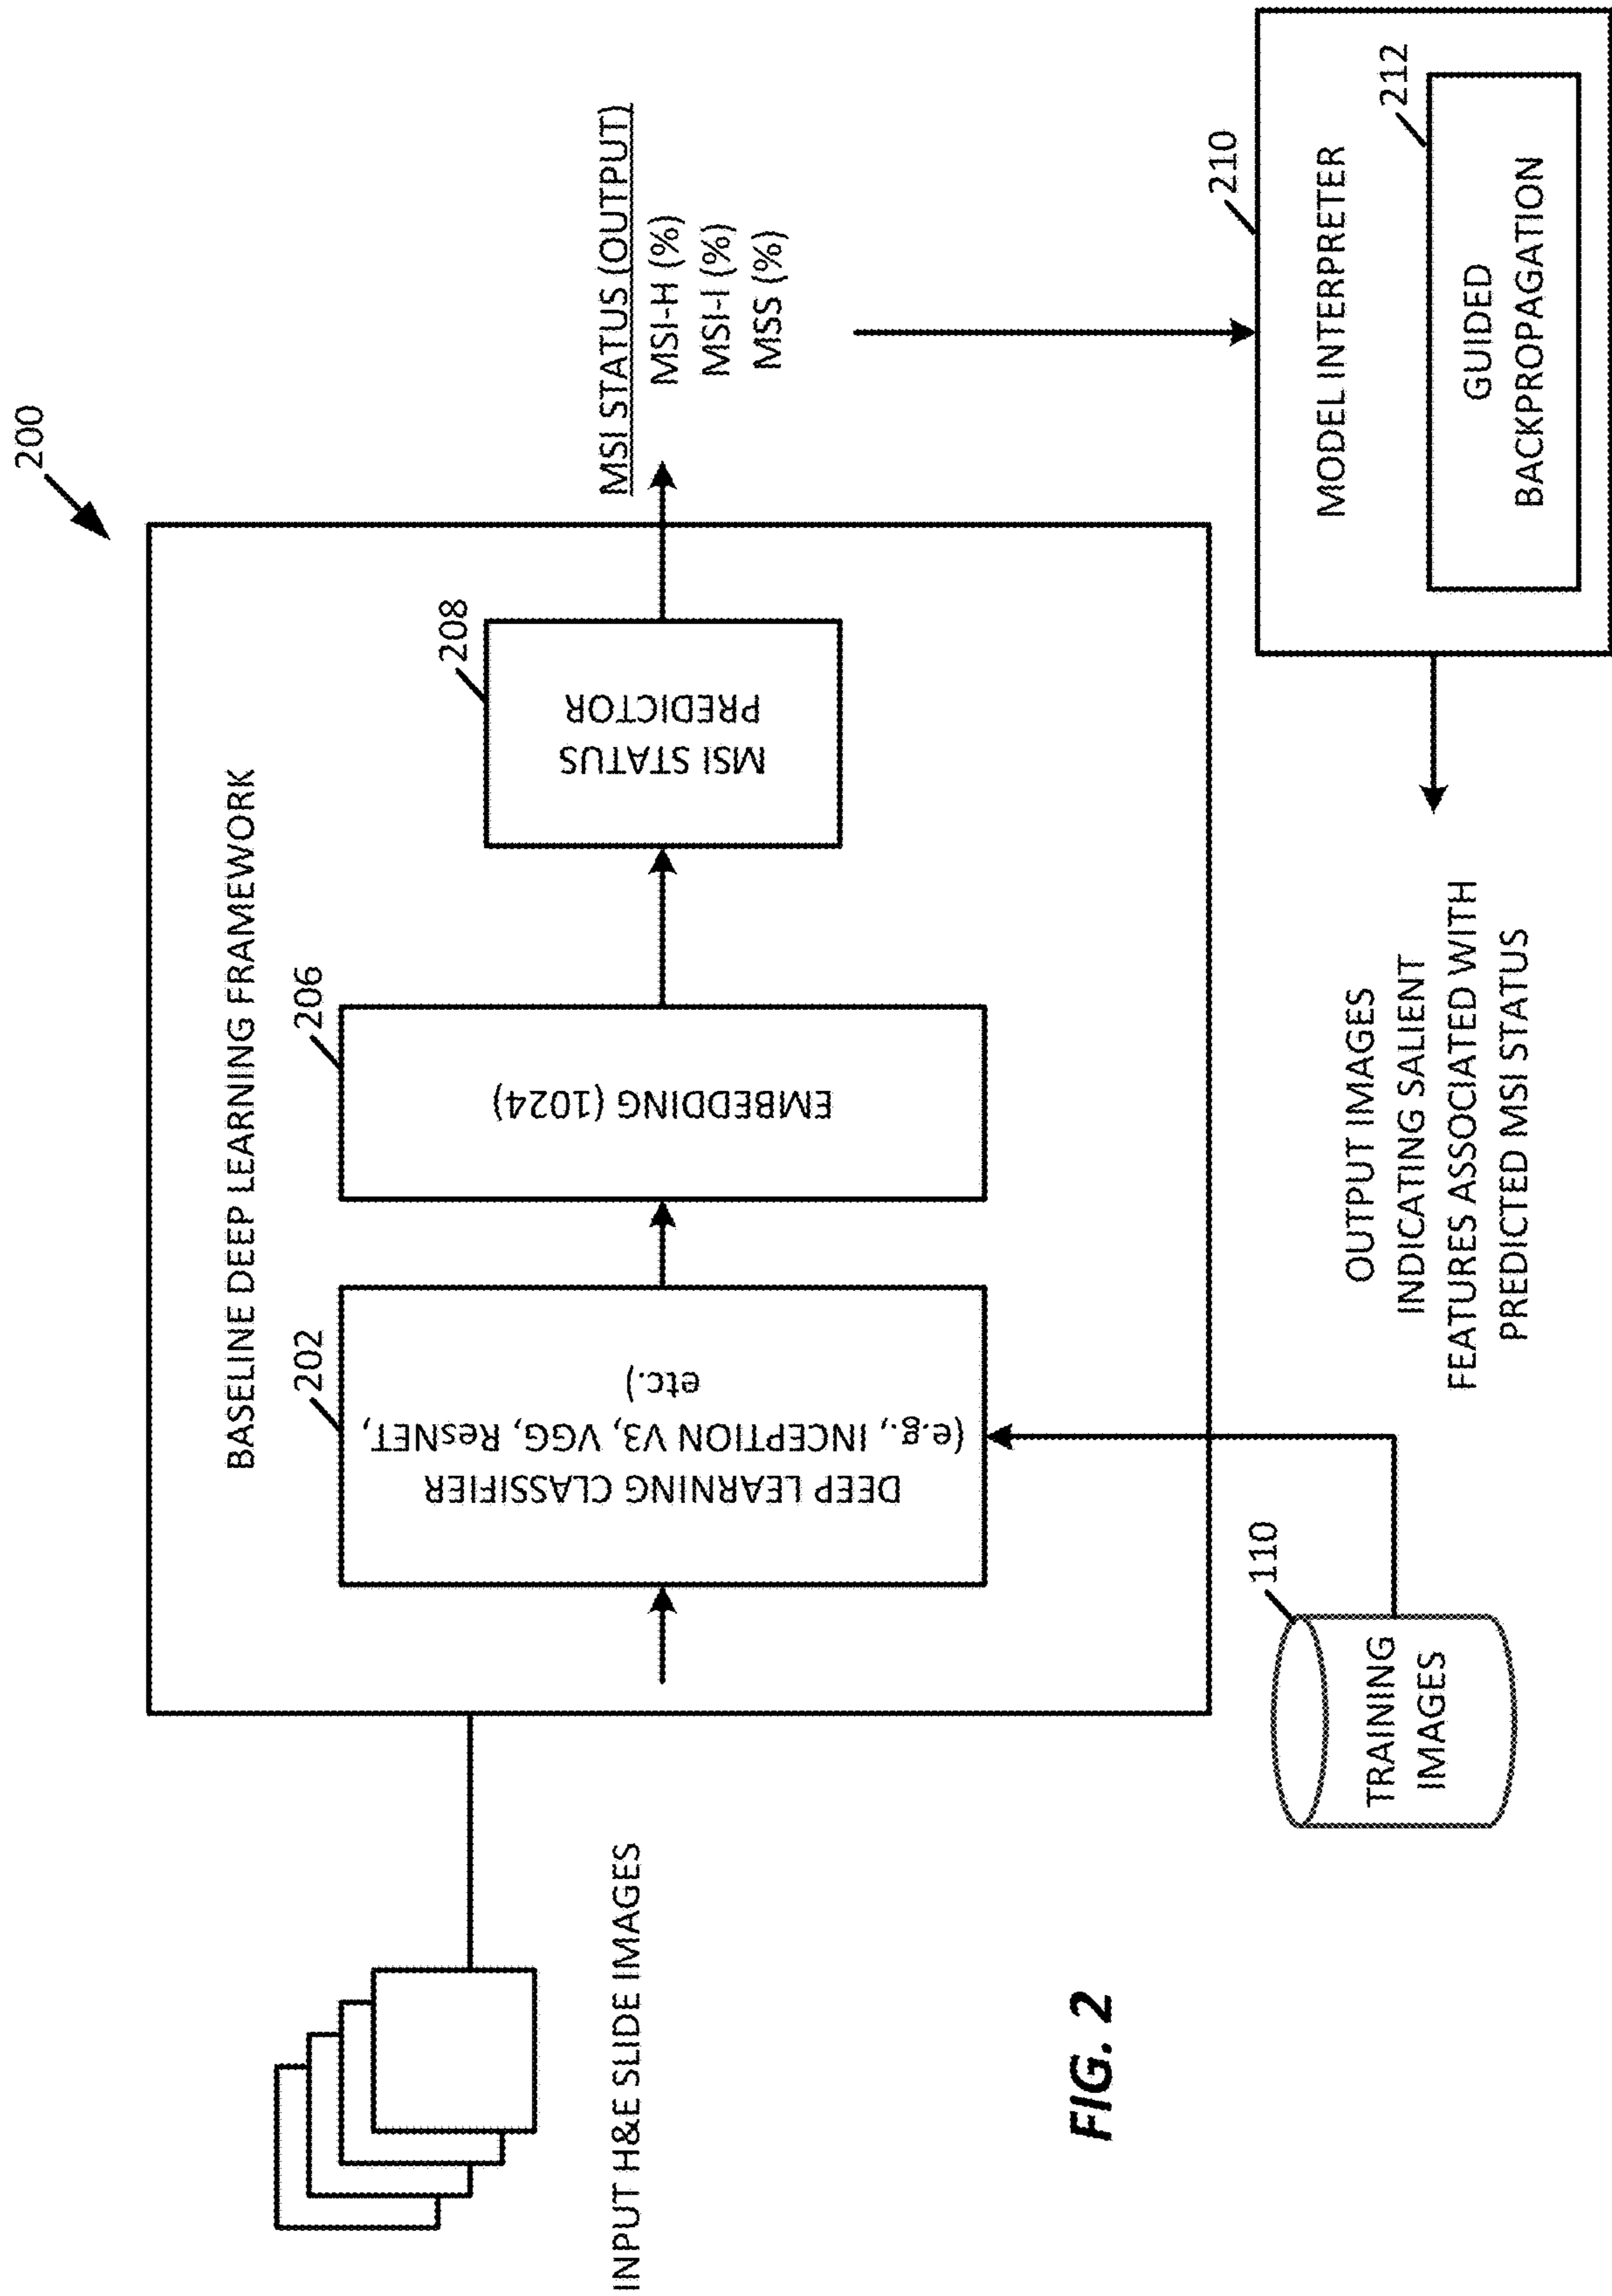 200
BASELINE DEEP LEARNING FRAMEWORK
202
DEEP LEARNING CLASSIFIER
(e.g., INCEPTION V3, VGG, ResNET,
etc.)
206
EMBEDDING (1024)
208
MSI STATUS
PREDICTOR
MSI STATUS (OUTPUT)
MSI-H (%)
MSI-I (%)
MSS (%)
INPUT H&E SLIDE IMAGES
110
TRAINING
IMAGES
OUTPUT IMAGES
INDICATING SALIENT
FEATURES ASSOCIATED WITH
PREDICTED MSI STATUS
210
MODEL INTERPRETER
212
GUIDED
BACKPROPAGATION
FIG. 2